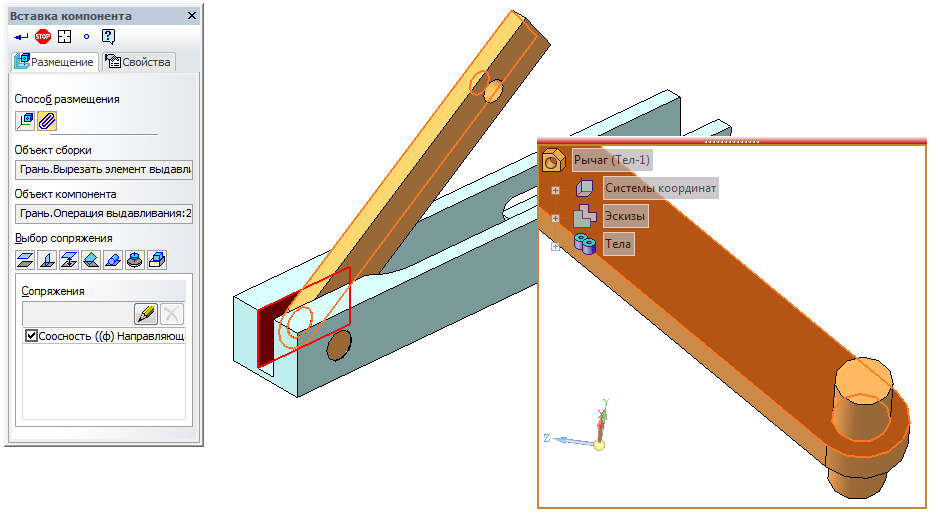 Вставка компонента
STOP
Размещение
Свойства
Способ размещения
Объект сборки
Грань.Вырезать элемент выдавли
Объект компонента
Грань.Операция выдавливания:2
Выбор сопряжения
Сопряжения
Соосность ((ф) Направляющ
Рычаг (Тел-1)
Системы координат
Эскизы
Тела
Y
X
Z